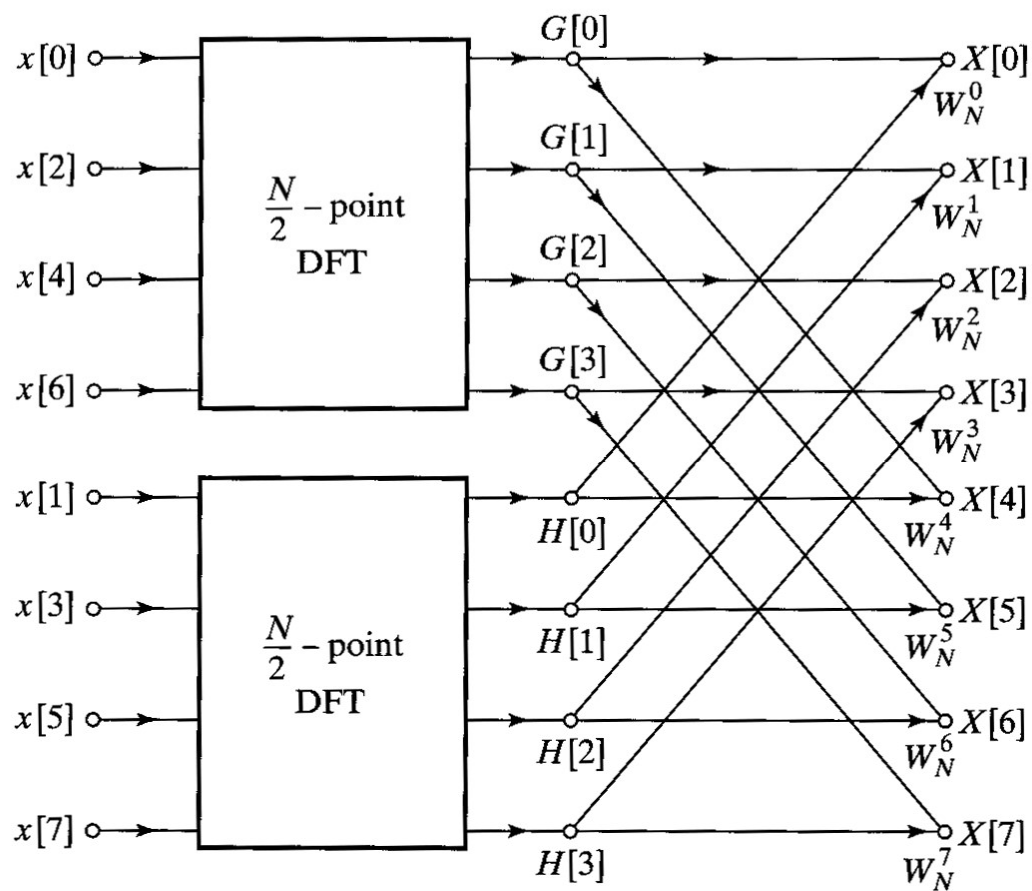 G[0]
x[0] X[0]
W_N^0
G[1]
x[2] X[1]
N/2 – point
DFT
W_N^1
G[2]
x[4] X[2]
W_N^2
G[3]
x[6] X[3]
W_N^3
x[1] X[4]
H[0] W_N^4
x[3] X[5]
N/2 – point
DFT
H[1] W_N^5
x[5] X[6]
H[2] W_N^6
x[7] X[7]
H[3] W_N^7